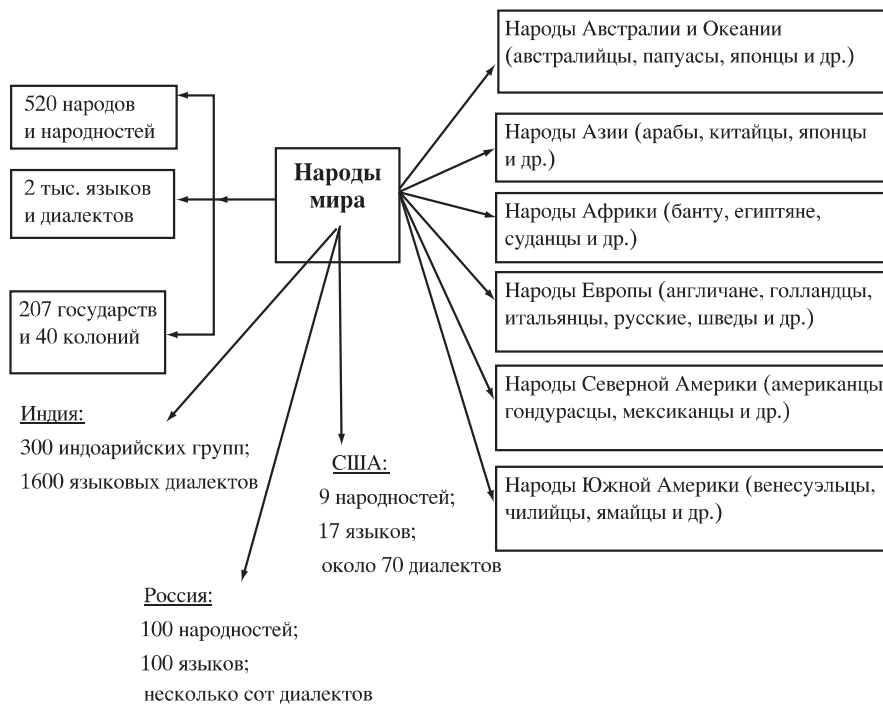 Народы мира
520 народов
и народностей
2 тыс. языков
и диалектов
207 государств
и 40 колоний
Индия:
300 индоарийских групп;
1600 языковых диалектов
Россия:
100 народностей;
100 языков;
несколько сот диалектов
США:
9 народностей;
17 языков;
около 70 диалектов
Народы Австралии и Океании
(австралийцы, папуасы, японцы и др.)
Народы Азии (арабы, китайцы, японцы
и др.)
Народы Африки (банту, египтяне,
суданцы и др.)
Народы Европы (англичане, голландцы,
итальянцы, русские, шведы и др.)
Народы Северной Америки (американцы
гондурасцы, мексиканцы и др.)
Народы Южной Америки (венесуэльцы,
чилийцы, ямайцы и др.)